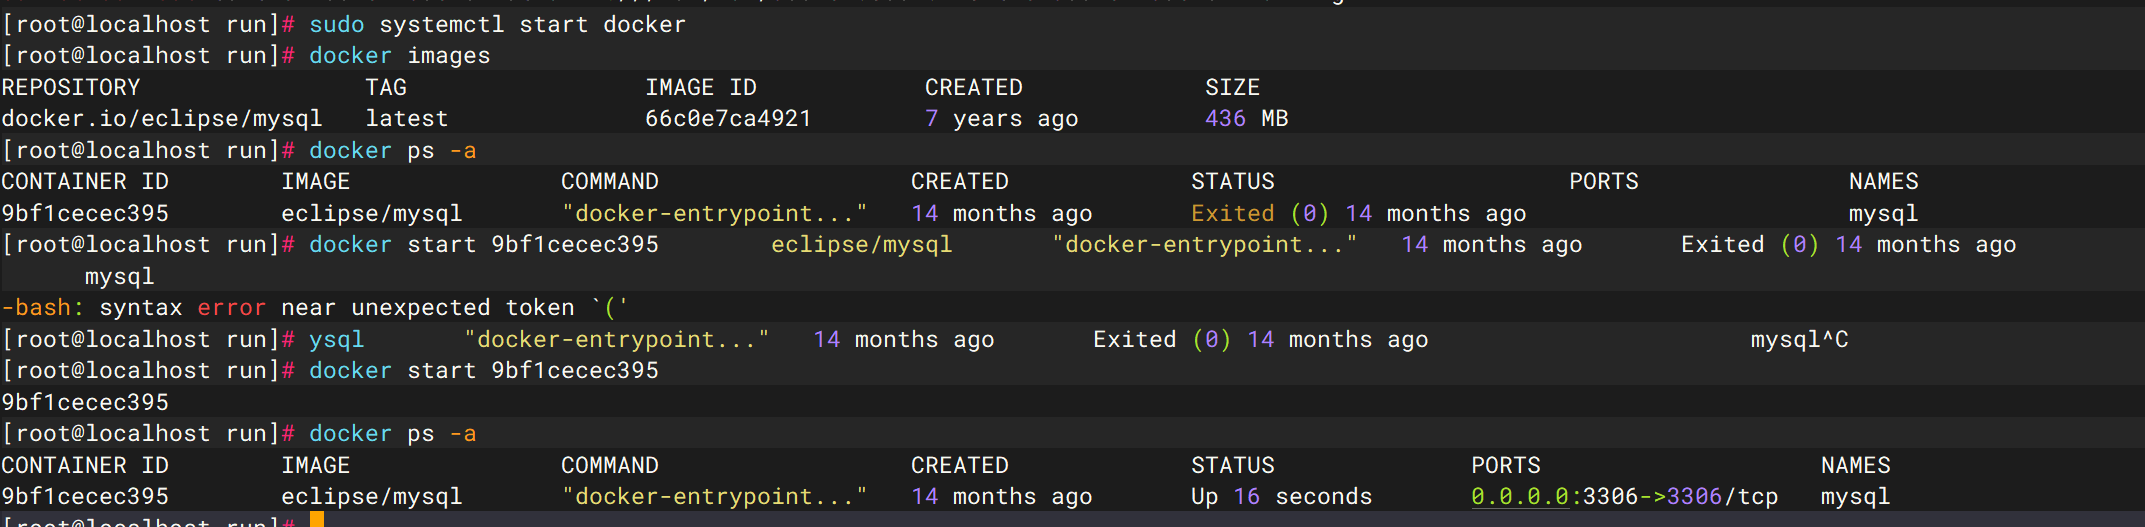 [root@localhost run]# sudo systemctl start docker
[root@localhost run]# docker images
REPOSITORY                TAG                 IMAGE ID            CREATED             SIZE
docker.io/eclipse/mysql   latest              66c0e7ca4921        7 years ago         436 MB
[root@localhost run]# docker ps -a
CONTAINER ID        IMAGE               COMMAND                  CREATED             STATUS                     PORTS               NAMES
9bf1cecec395        eclipse/mysql       "docker-entrypoint..."   14 months ago       Exited (0) 14 months ago                       mysql
[root@localhost run]# docker start 9bf1cecec395        eclipse/mysql       "docker-entrypoint..."   14 months ago       Exited (0) 14 months ago
      mysql
-bash: syntax error near unexpected token `('
[root@localhost run]# ysql       "docker-entrypoint..."   14 months ago       Exited (0) 14 months ago                       mysql^C
[root@localhost run]# docker start 9bf1cecec395
9bf1cecec395
[root@localhost run]# docker ps -a
CONTAINER ID        IMAGE               COMMAND                  CREATED             STATUS              PORTS                    NAMES
9bf1cecec395        eclipse/mysql       "docker-entrypoint..."   14 months ago       Up 16 seconds       0.0.0.0:3306->3306/tcp   mysql
[root@localhost run]#